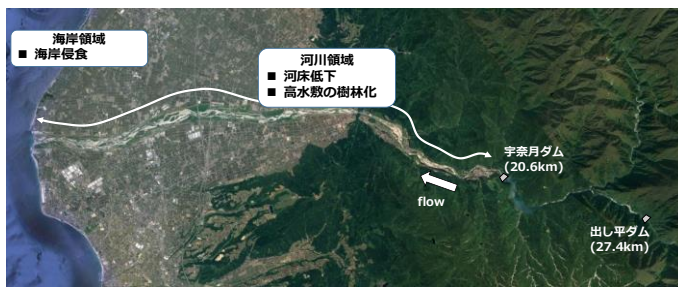 海岸領域
■ 海岸侵食
河川領域
■ 河床低下
■ 高水敷の樹林化
宇奈月ダム
(20.6km)
flow
出し平ダム
(27.4km)